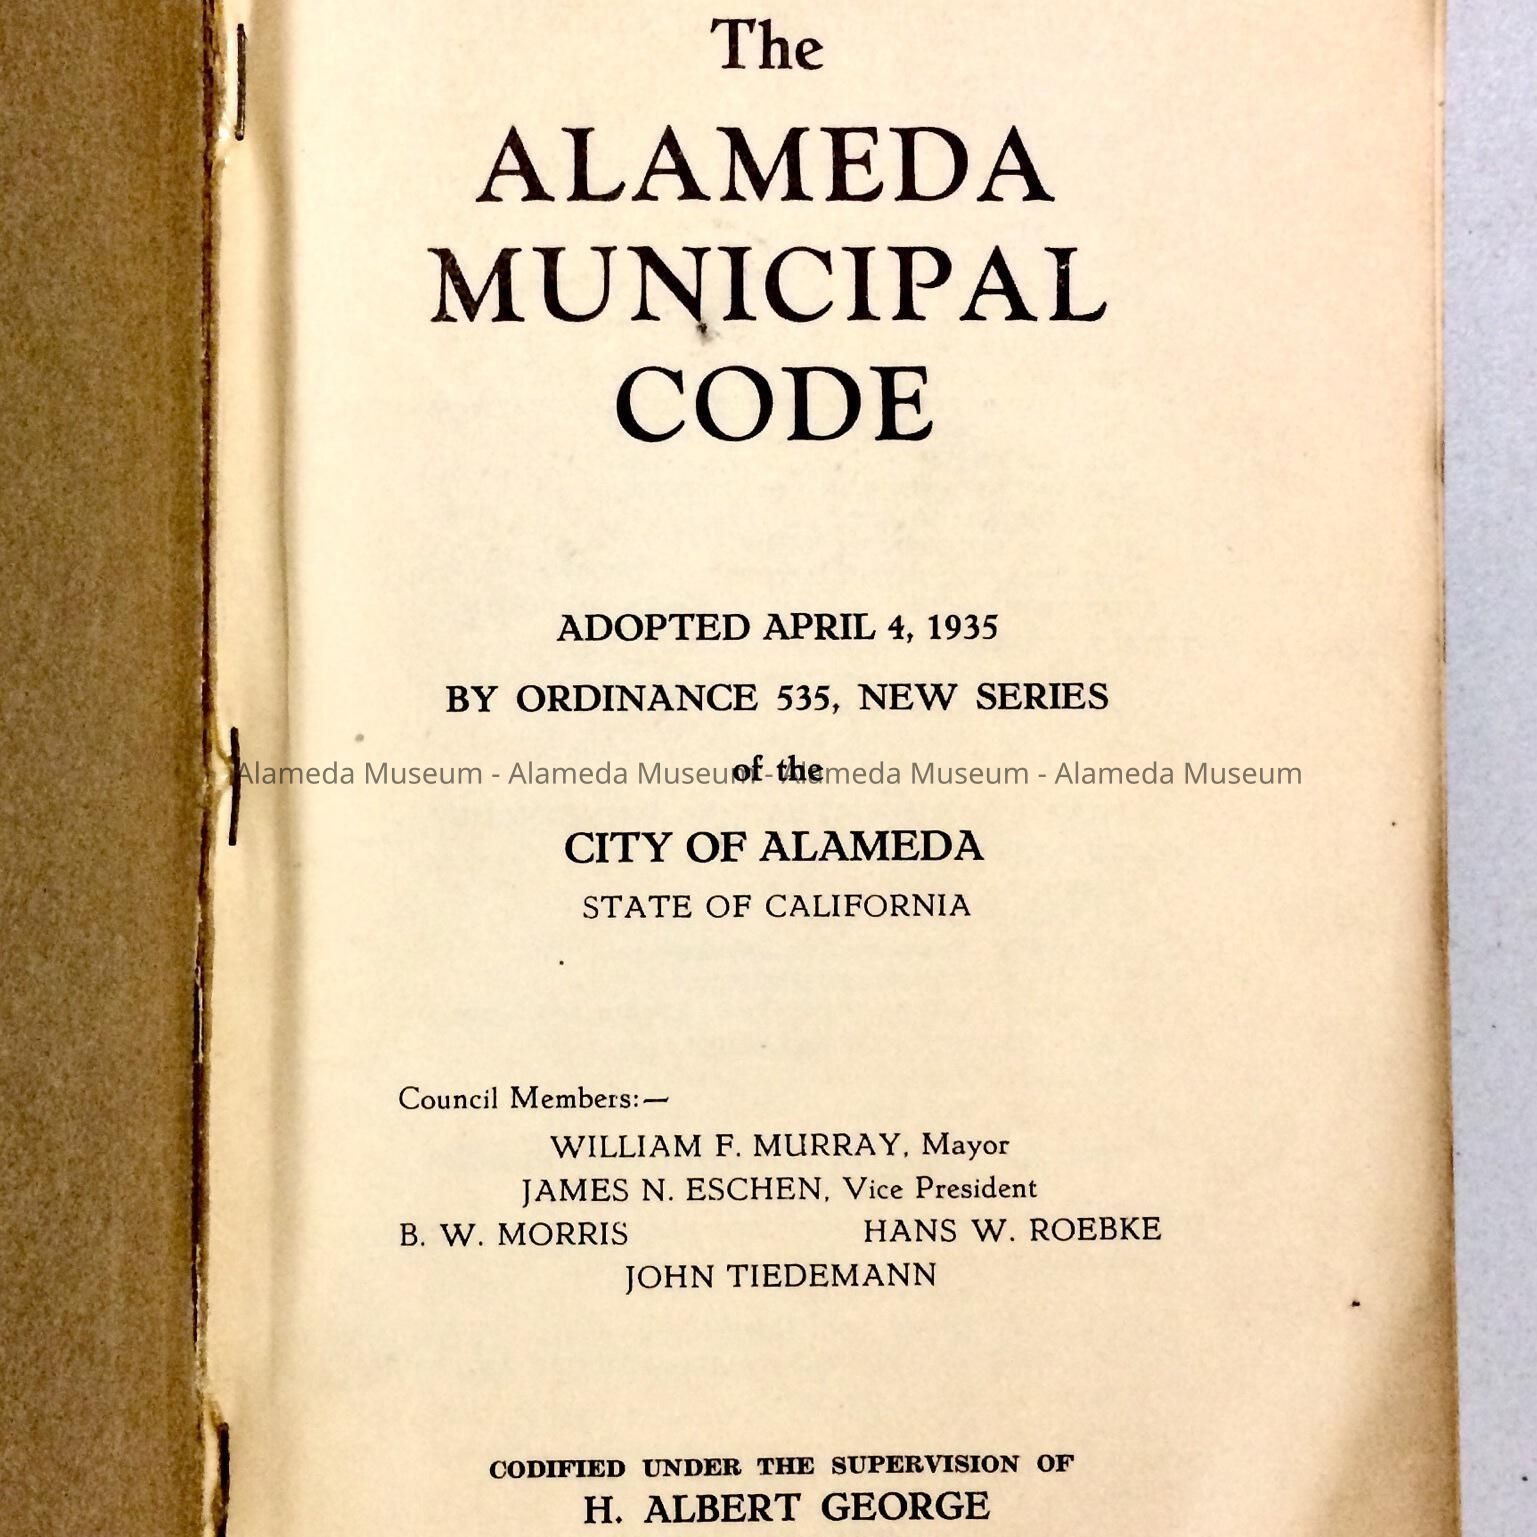 The
ALAMEDA
MUNICIPAL
CODE
ADOPTED APRIL 4, 1935
BY ORDINANCE 535, NEW SERIES
of the
Alameda Museum - Alameda Museum - Alameda Museum - Alameda Museum
CITY OF ALAMEDA
STATE OF CALIFORNIA
Council Members:—
WILLIAM F. MURRAY, Mayor
JAMES N. ESCHEN, Vice President
B. W. MORRIS HANS W. ROEBKE
JOHN TIEDEMANN
CODIFIED UNDER THE SUPERVISION OF
H. ALBERT GEORGE